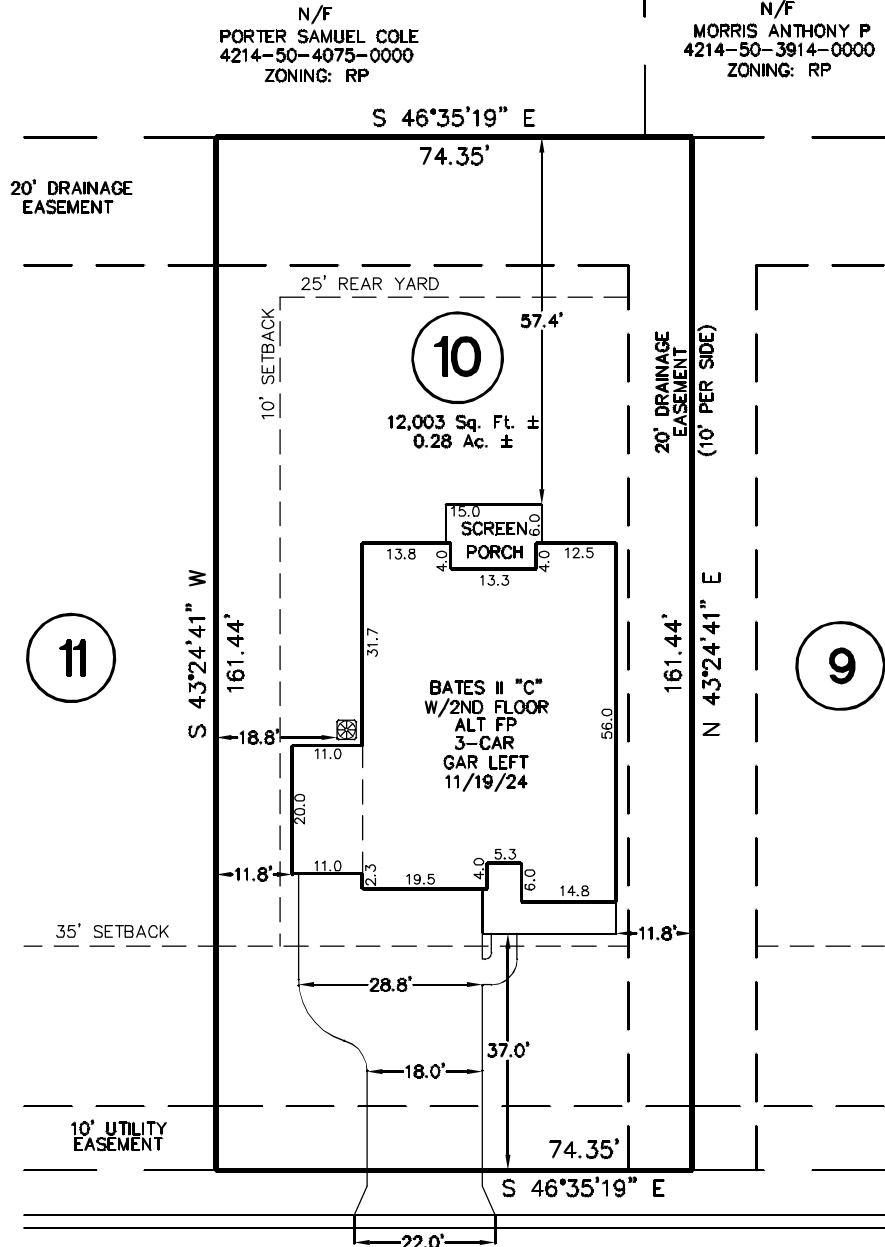 N/F
PORTER SAMUEL COLE
4214-50-4075-0000
ZONING: RP
N/F
MORRIS ANTHONY P
4214-50-3914-0000
ZONING: RP
S 46°35'19" E
74.35'
20' DRAINAGE
EASEMENT
25' REAR YARD
10' SETBACK
57.4'
10
12,003 Sq. Ft. ±
0.28 Ac. ±
20' DRAINAGE
EASEMENT
(10' PER SIDE)
15.0
6.0
SCREEN
PORCH
13.8
4.0
13.3
4.0
12.5
S 43°24'41" W
161.44'
31.7
11
161.44'
N 43°24'41" E
9
BATES II "C"
W/2ND FLOOR
ALT FP
3-CAR
GAR LEFT
11/19/24
56.0
18.8'
11.0
20.0
11.8'
11.0
2.3
19.5
4.0
5.3
6.0
14.8
35' SETBACK
11.8'
28.8'
37.0'
18.0'
10' UTILITY
EASEMENT
74.35'
S 46°35'19" E
22.0'